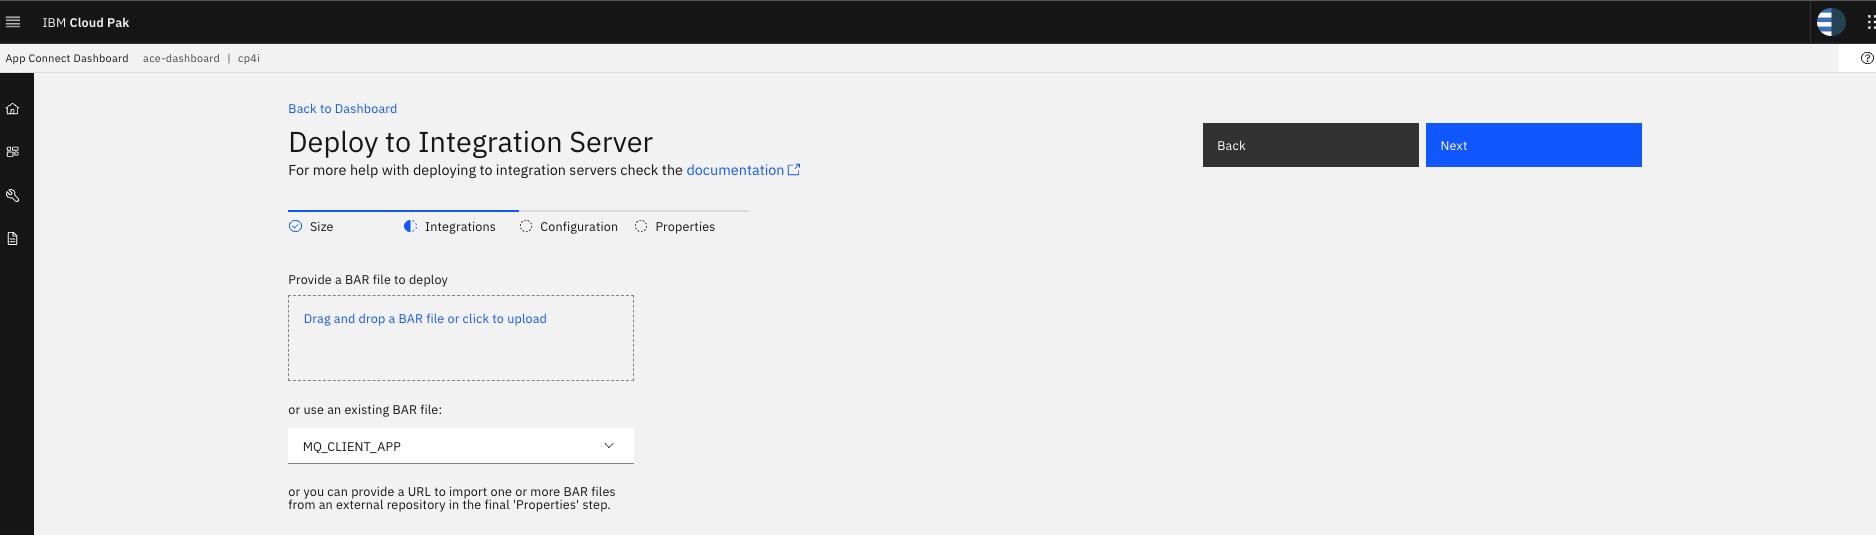 IBM Cloud Pak
App Connect Dashboard ace-dashboard | cp4i
Back to Dashboard
Deploy to Integration Server
For more help with deploying to integration servers check the documentation
Back
Next
Size
Integrations
Configuration
Properties
Provide a BAR file to deploy
Drag and drop a BAR file or click to upload
or use an existing BAR file:
MQ_CLIENT_APP
or you can provide a URL to import one or more BAR files
from an external repository in the final 'Properties' step.